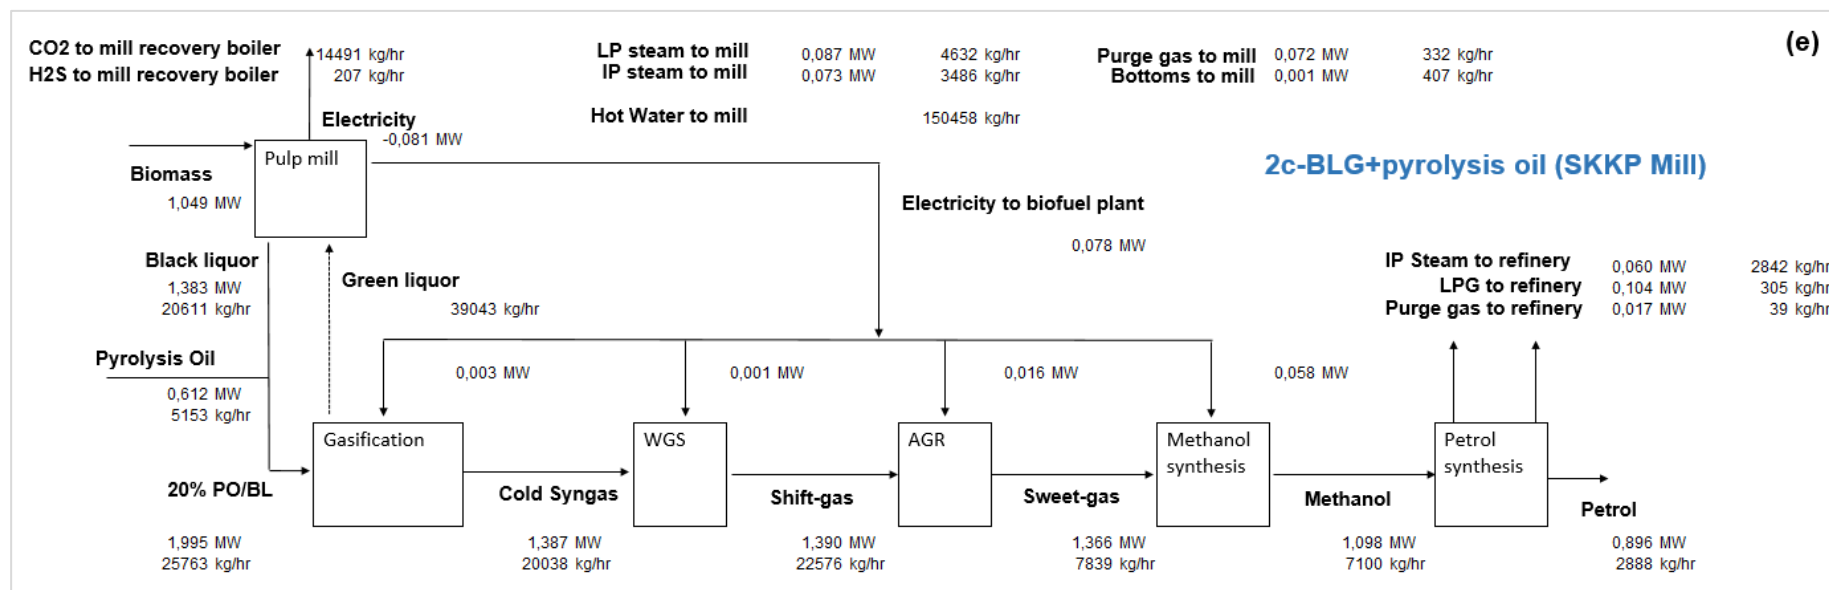 CO2 to mill recovery boiler 14491 kg/hr
H2S to mill recovery boiler 207 kg/hr
LP steam to mill 0,087 MW 4632 kg/hr
IP steam to mill 0,073 MW 3486 kg/hr
Purge gas to mill 0,072 MW 332 kg/hr
Bottoms to mill 0,001 MW 407 kg/hr
(e)
Electricity
-0,081 MW
Hot Water to mill 150458 kg/hr
Pulp mill
Biomass
1,049 MW
2c-BLG+pyrolysis oil (SKKP Mill)
Electricity to biofuel plant
0,078 MW
Black liquor
1,383 MW
20611 kg/hr
Green liquor
39043 kg/hr
IP Steam to refinery 0,060 MW 2842 kg/hr
LPG to refinery 0,104 MW 305 kg/hr
Purge gas to refinery 0,017 MW 39 kg/hr
Pyrolysis Oil
0,612 MW
5153 kg/hr
0,003 MW
0,001 MW
0,016 MW
0,058 MW
Gasification
WGS
AGR
Methanol
synthesis
Petrol
synthesis
20% PO/BL
Cold Syngas
Shift-gas
Sweet-gas
Methanol
Petrol
1,995 MW
25763 kg/hr
1,387 MW
20038 kg/hr
1,390 MW
22576 kg/hr
1,366 MW
7839 kg/hr
1,098 MW
7100 kg/hr
0,896 MW
2888 kg/hr